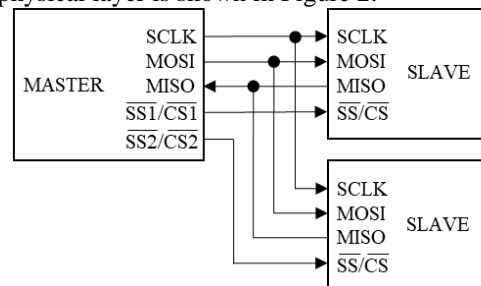 physical layer is shown in Figure 2.
SCLK
MOSI
MASTER
MISO
SS1/CS1
SS2/CS2
SCLK
MOSI
SLAVE
MISO
SS/CS
SCLK
MOSI
SLAVE
MISO
SS/CS